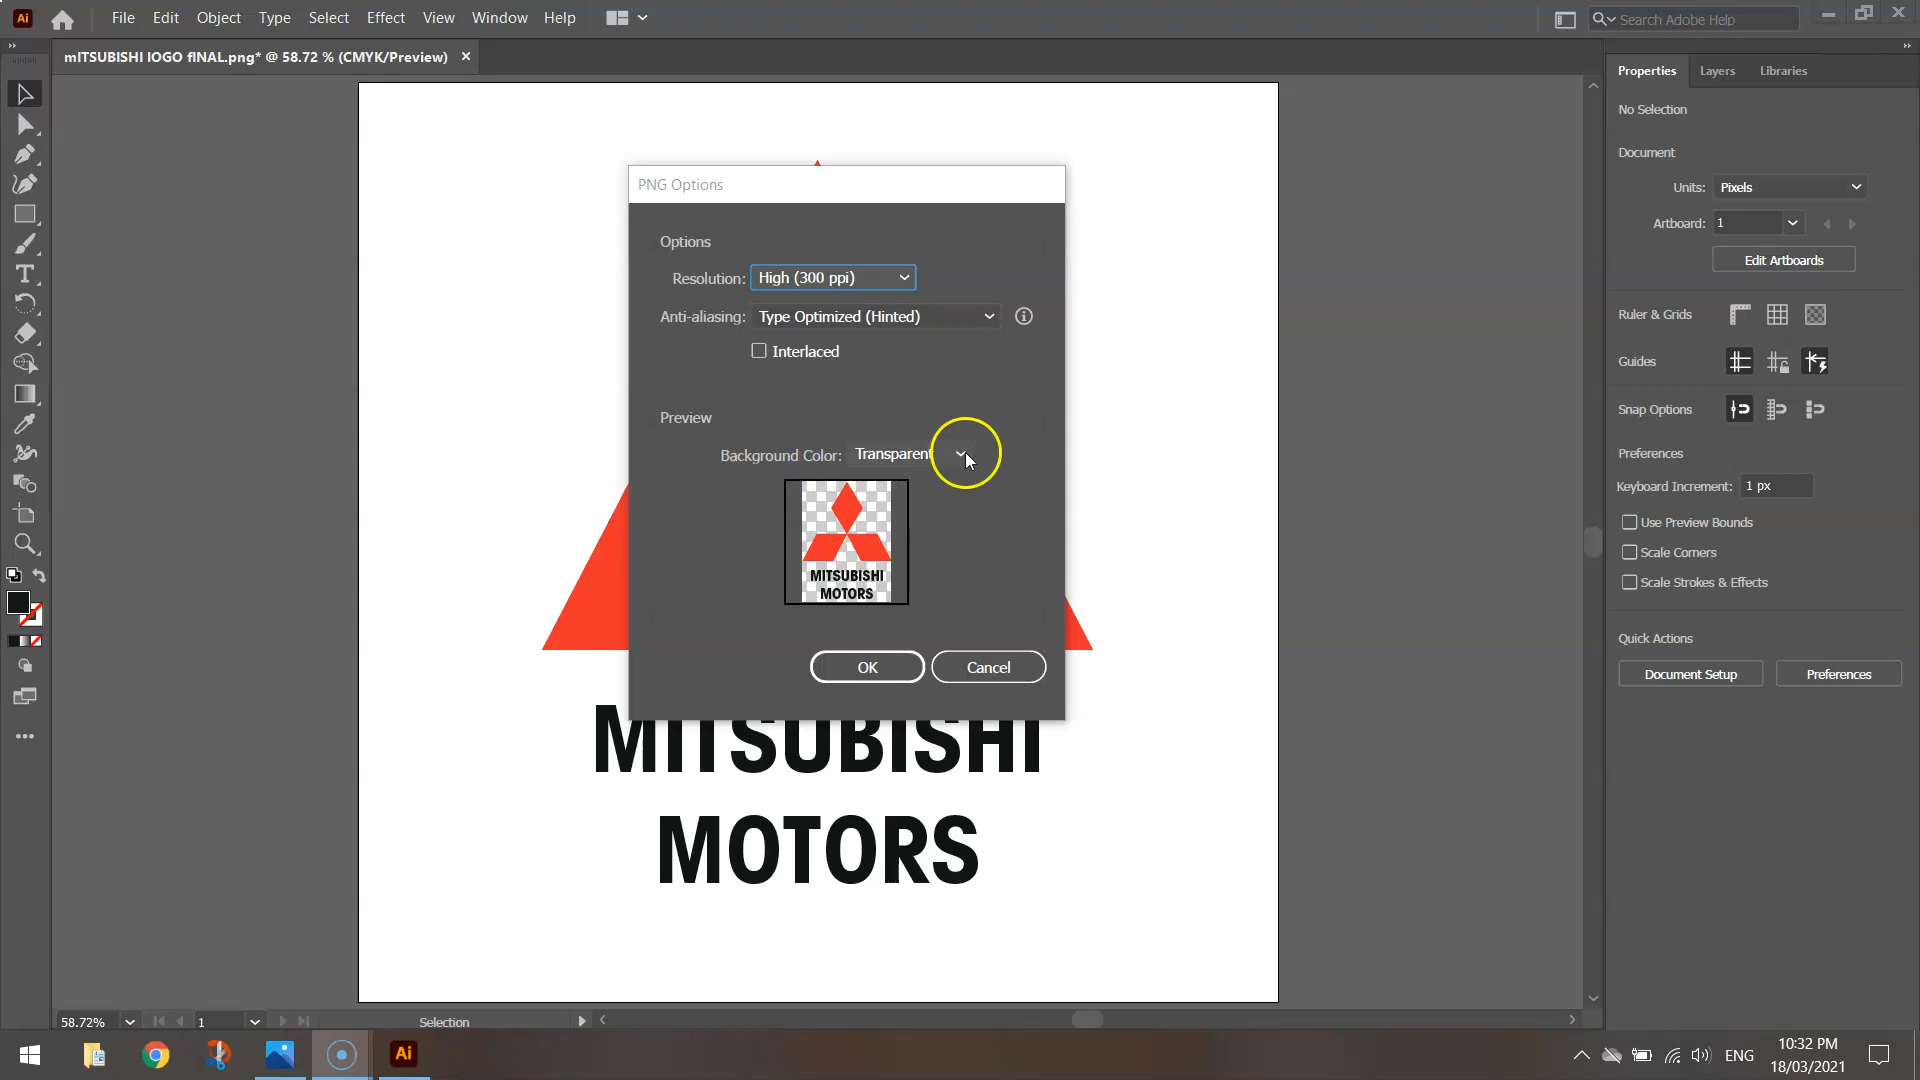 Ai File Edit Object Type Select Effect View Window Help Search Adobe Help
mITSUBISHI lOGO fINAL.png* @ 58.72 % (CMYK/Preview) ×
Properties Layers Libraries
No Selection
Document
Units: Pixels
Artboard: 1
Edit Artboards
Ruler & Grids
Guides
Snap Options
Preferences
Keyboard Increment: 1 px
Use Preview Bounds
Scale Corners
Scale Strokes & Effects
Quick Actions
Document Setup Preferences
PNG Options
Options
Resolution: High (300 ppi)
Anti-aliasing: Type Optimized (Hinted)
Interlaced
Preview
Background Color: Transparent
MITSUBISHI
MOTORS
OK Cancel
MITSUBISHI
MOTORS
58.72% 1 Selection
Ai
ENG
10:32 PM
18/03/2021